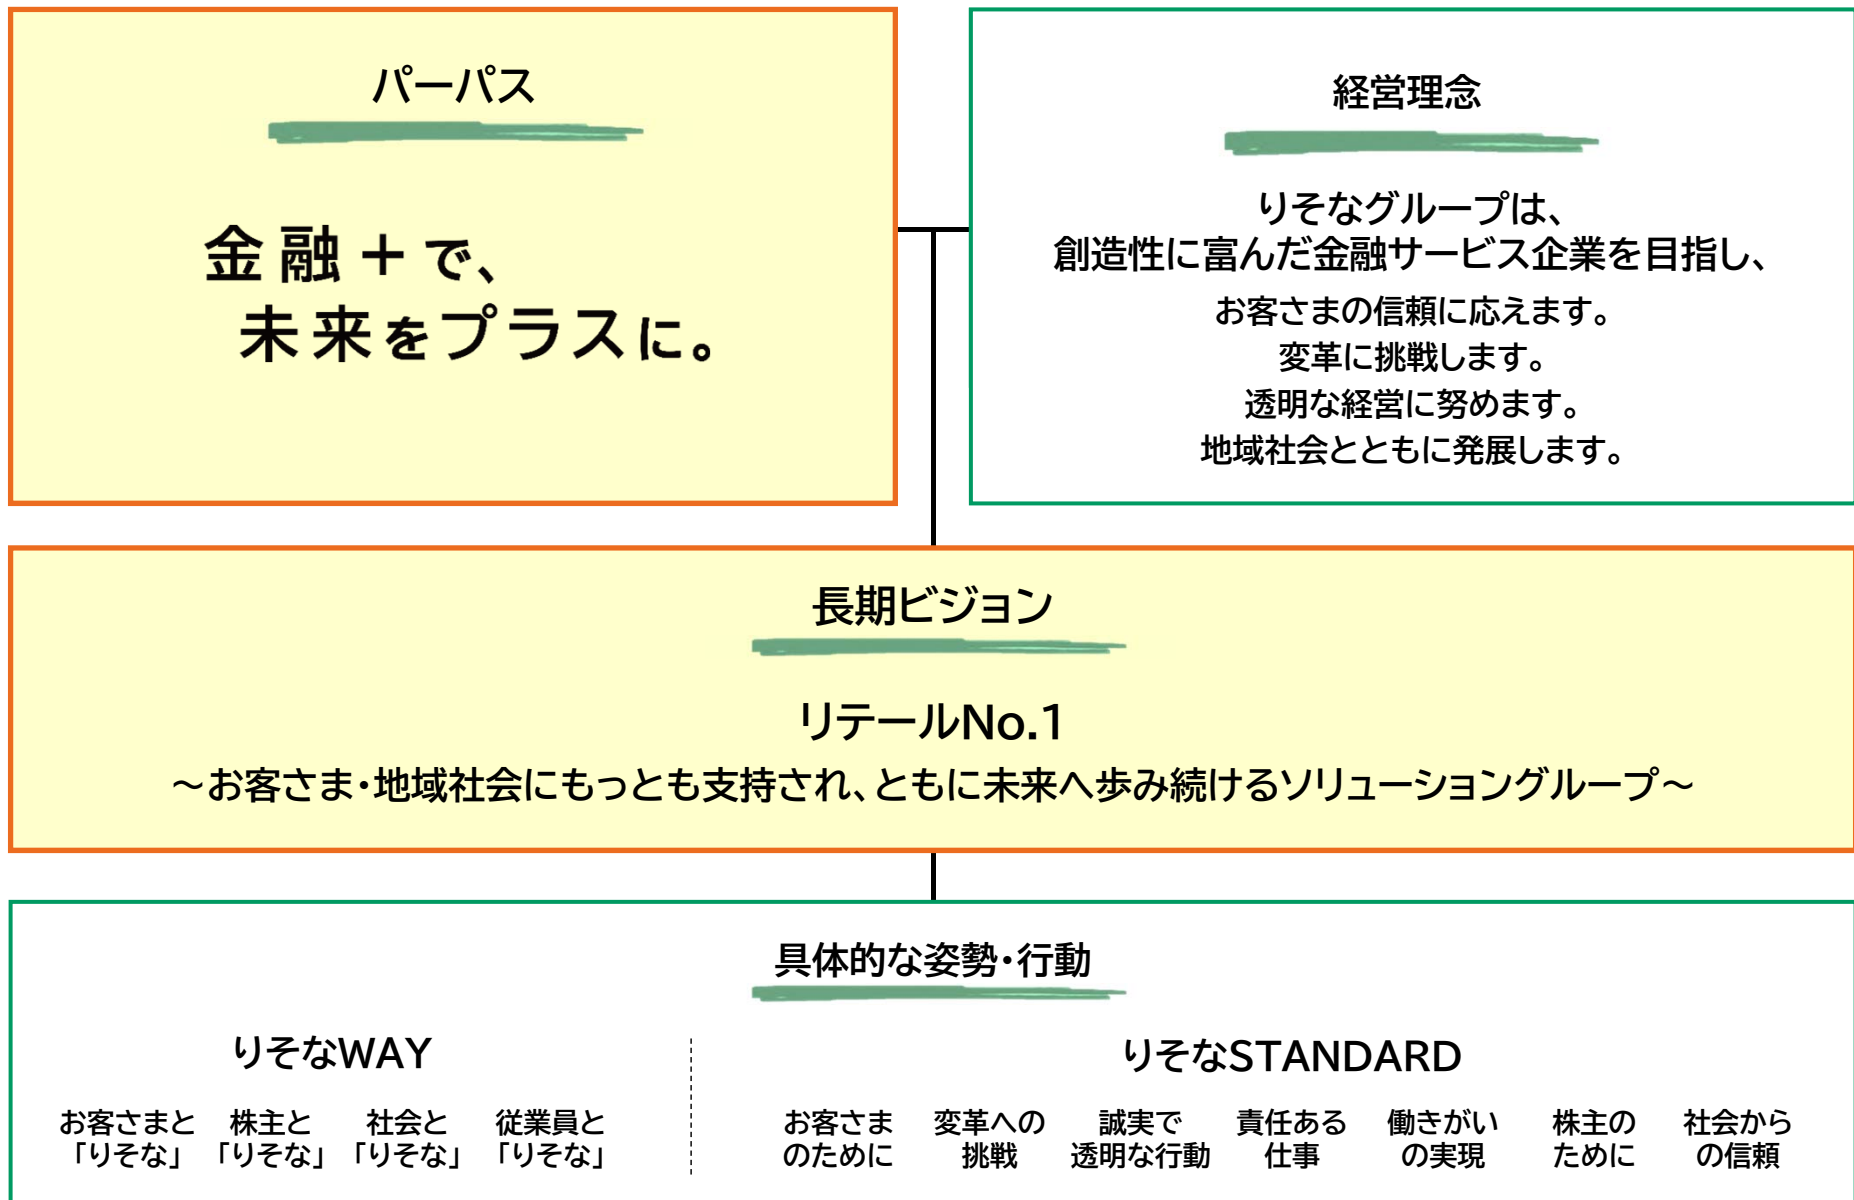 パーパス
金融＋で、
未来をプラスに。
経営理念
りそなグループは、
創造性に富んだ金融サービス企業を目指し、
お客さまの信頼に応えます。
変革に挑戦します。
透明な経営に努めます。
地域社会とともに発展します。
長期ビジョン
リテールNo.1
～お客さま・地域社会にもっとも支持され、ともに未来へ歩み続けるソリューショングループ～
具体的な姿勢・行動
りそなWAY
お客さまと
「りそな」
株主と
「りそな」
社会と
「りそな」
従業員と
「りそな」
りそなSTANDARD
お客さま
のために
変革への
挑戦
誠実で
透明な行動
責任ある
仕事
働きがい
の実現
株主の
ために
社会から
の信頼